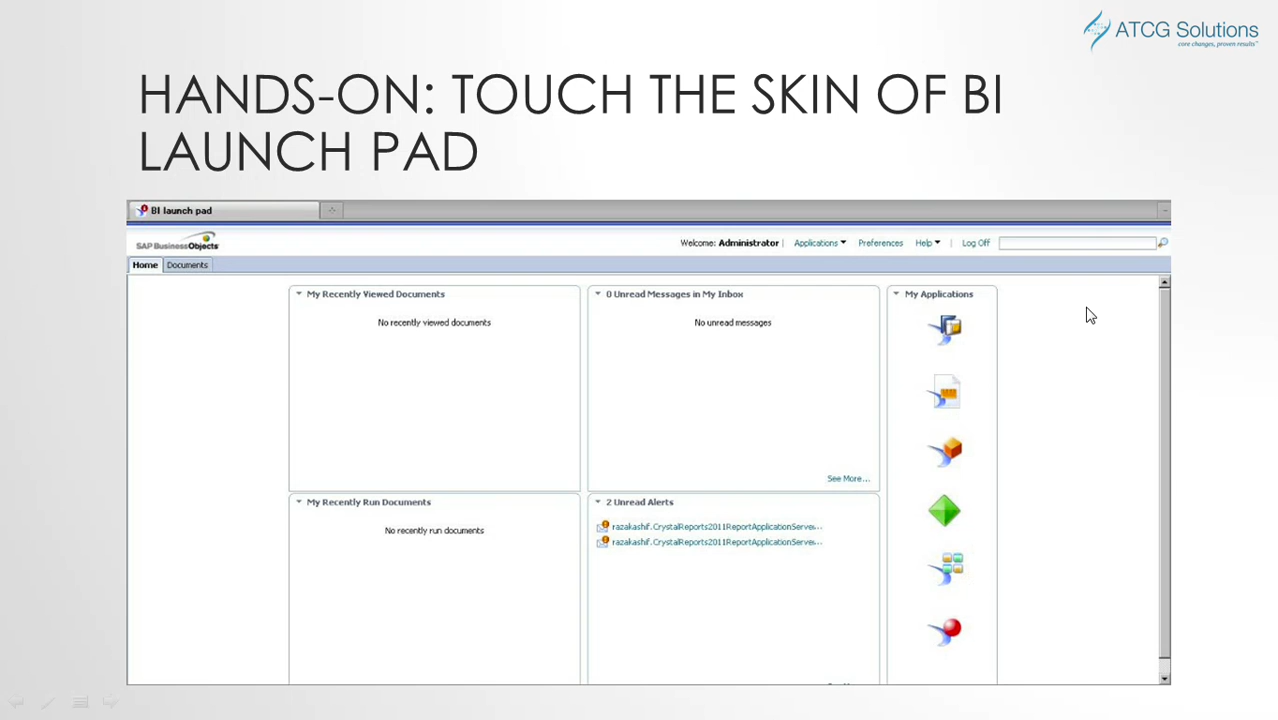 ATCG Solutions
core changes, proven results™
HANDS-ON: TOUCH THE SKIN OF BI
LAUNCH PAD
BI launch pad
SAP BusinessObjects
Welcome: Administrator | Applications Preferences Help | Log Off
Home Documents
My Recently Viewed Documents
No recently viewed documents
0 Unread Messages in My Inbox
No unread messages
See More...
My Applications
My Recently Run Documents
No recently run documents
2 Unread Alerts
razakashif.CrystalReports2011ReportApplicationServer...
razakashif.CrystalReports2011ReportApplicationServer...